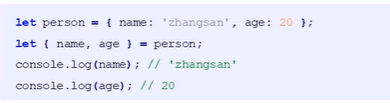 let person = { name: 'zhangsan', age: 20 };
let { name, age } = person;
console.log(name); // 'zhangsan'
console.log(age); // 20